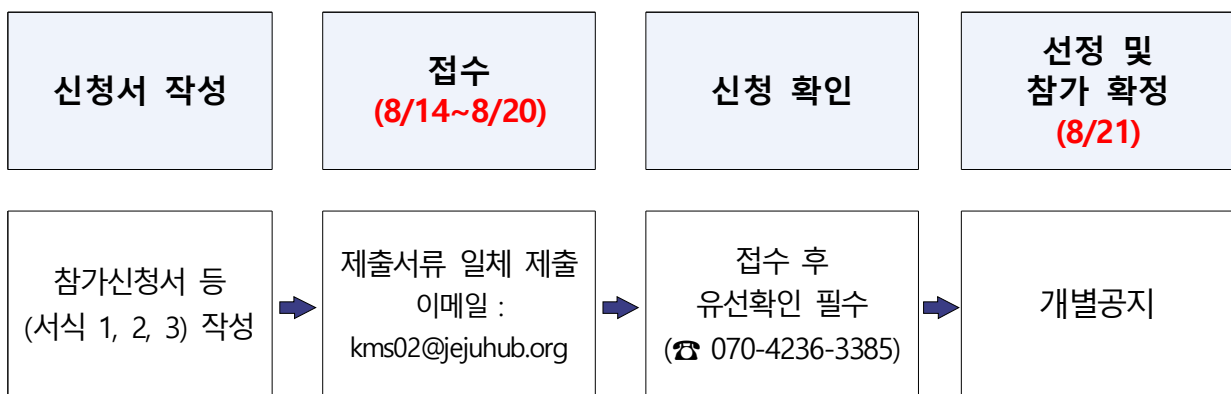 신청서 작성
접수
(8/14~8/20)
신청 확인
선정 및
참가 확정
(8/21)
참가신청서 등
(서식 1, 2, 3) 작성
제출서류 일체 제출
이메일 :
kms02@jejuhub.org
접수 후
유선확인 필수
(☎ 070-4236-3385)
개별공지